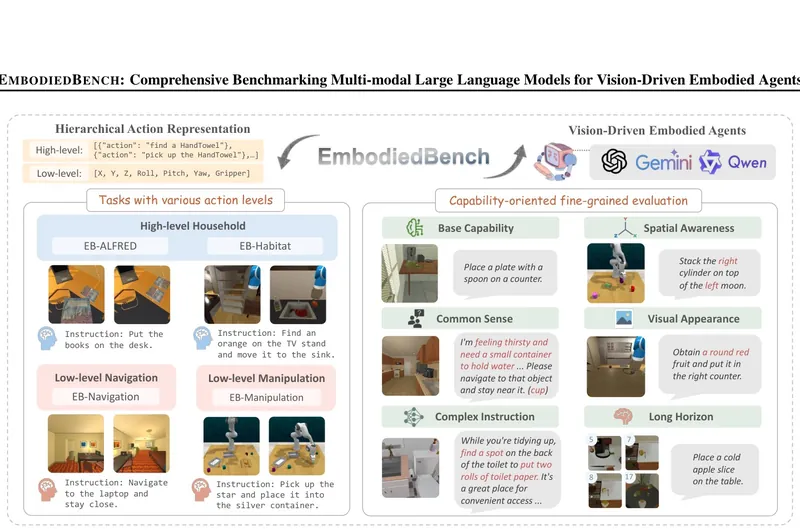 EMBODIEDBENCH: Comprehensive Benchmarking Multi-modal Large Language Models for Vision-Driven Embodied Agents
Hierarchical Action Representation
High-level:
[{"action": "find a HandTowel"},
{"action": "pick up the HandTowel"},…]
Low-level:
[X, Y, Z, Roll, Pitch, Yaw, Gripper]
EmbodiedBench
Vision-Driven Embodied Agents
Gemini
Qwen
Tasks with various action levels
High-level Household
EB-ALFRED
EB-Habitat
Instruction: Put the
books on the desk.
Instruction: Find an
orange on the TV stand
and move it to the sink.
Low-level Navigation
EB-Navigation
Instruction: Navigate
to the laptop and
stay close.
Low-level Manipulation
EB-Manipulation
Instruction: Pick up the
star and place it into
the silver container.
Capability-oriented fine-grained evaluation
Base Capability
Place a plate with a
spoon on a counter.
Spatial Awareness
Stack the right
cylinder on top
of the left moon.
Common Sense
I'm feeling thirsty and
need a small container
to hold water ... Please
navigate to that object
and stay near it. (cup)
Visual Appearance
Obtain a round red
fruit and put it in
the right counter.
Complex Instruction
While you're tidying up,
find a spot on the back
of the toilet to put two
rolls of toilet paper. It's
a great place for
convenient access ...
Long Horizon
5
7
8
17
Place a cold
apple slice
on the table.